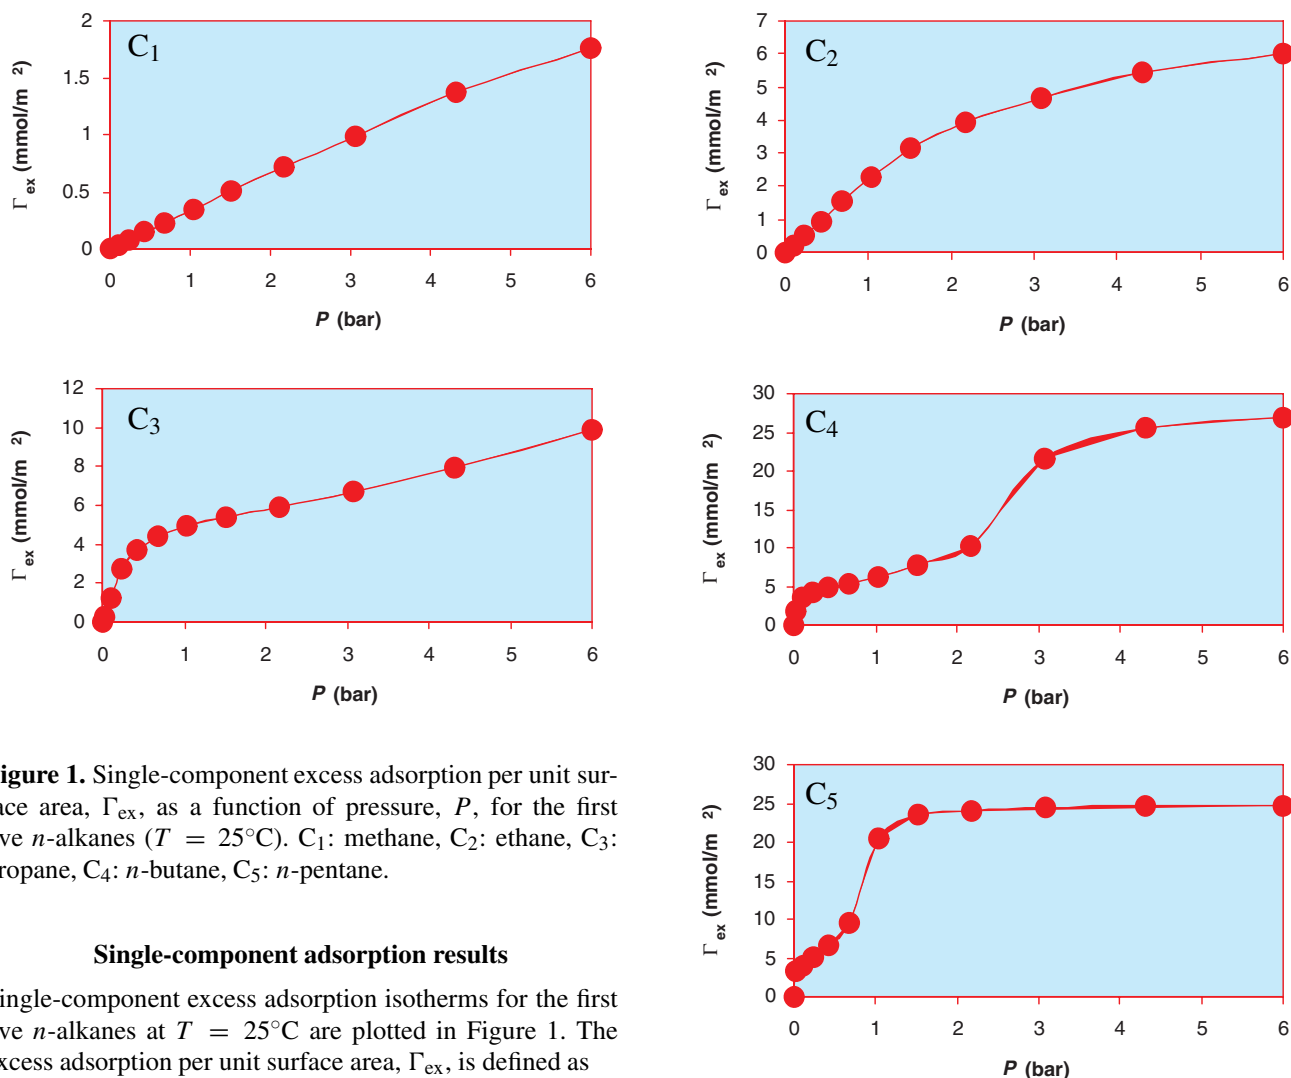 C1
2
1.5
1
0.5
0
Γex (mmol/m 2)
0 1 2 3 4 5 6
P (bar)
C2
7
6
5
4
3
2
1
0
Γex (mmol/m 2)
0 1 2 3 4 5 6
P (bar)
C3
12
10
8
6
4
2
0
Γex (mmol/m 2)
0 1 2 3 4 5 6
P (bar)
C4
30
25
20
15
10
5
0
Γex (mmol/m 2)
0 1 2 3 4 5 6
P (bar)
igure 1. Single-component excess adsorption per unit sur-
ace area, Γex, as a function of pressure, P, for the first
ve n-alkanes (T = 25°C). C1: methane, C2: ethane, C3:
ropane, C4: n-butane, C5: n-pentane.
Single-component adsorption results
ingle-component excess adsorption isotherms for the first
ve n-alkanes at T = 25°C are plotted in Figure 1. The
xcess adsorption per unit surface area, Γex, is defined as
C5
30
25
20
15
10
5
0
Γex (mmol/m 2)
0 1 2 3 4 5 6
P (bar)